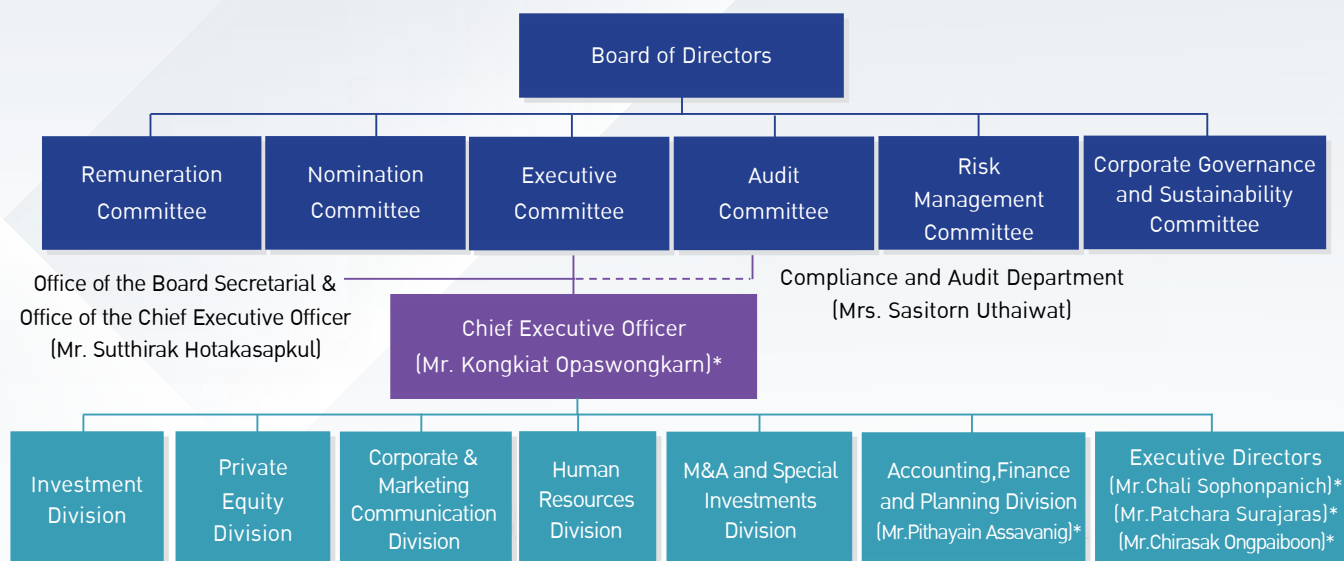 Board of Directors
Remuneration
Committee
Nomination
Committee
Executive
Committee
Audit
Committee
Risk
Management
Committee
Corporate Governance
and Sustainability
Committee
Office of the Board Secretarial &
Office of the Chief Executive Officer
(Mr. Sutthirak Hotakasapkul)
Compliance and Audit Department
(Mrs. Sasitorn Uthaiwat)
Chief Executive Officer
(Mr. Kongkiat Opaswongkarn)*
Investment
Division
Private
Equity
Division
Corporate &
Marketing
Communication
Division
Human
Resources
Division
M&A and Special
Investments
Division
Accounting,Finance
and Planning Division
(Mr.Pithayain Assavanig)*
Executive Directors
(Mr.Chali Sophonpanich)*
(Mr.Patchara Surajaras)*
(Mr.Chirasak Ongpaiboon)*